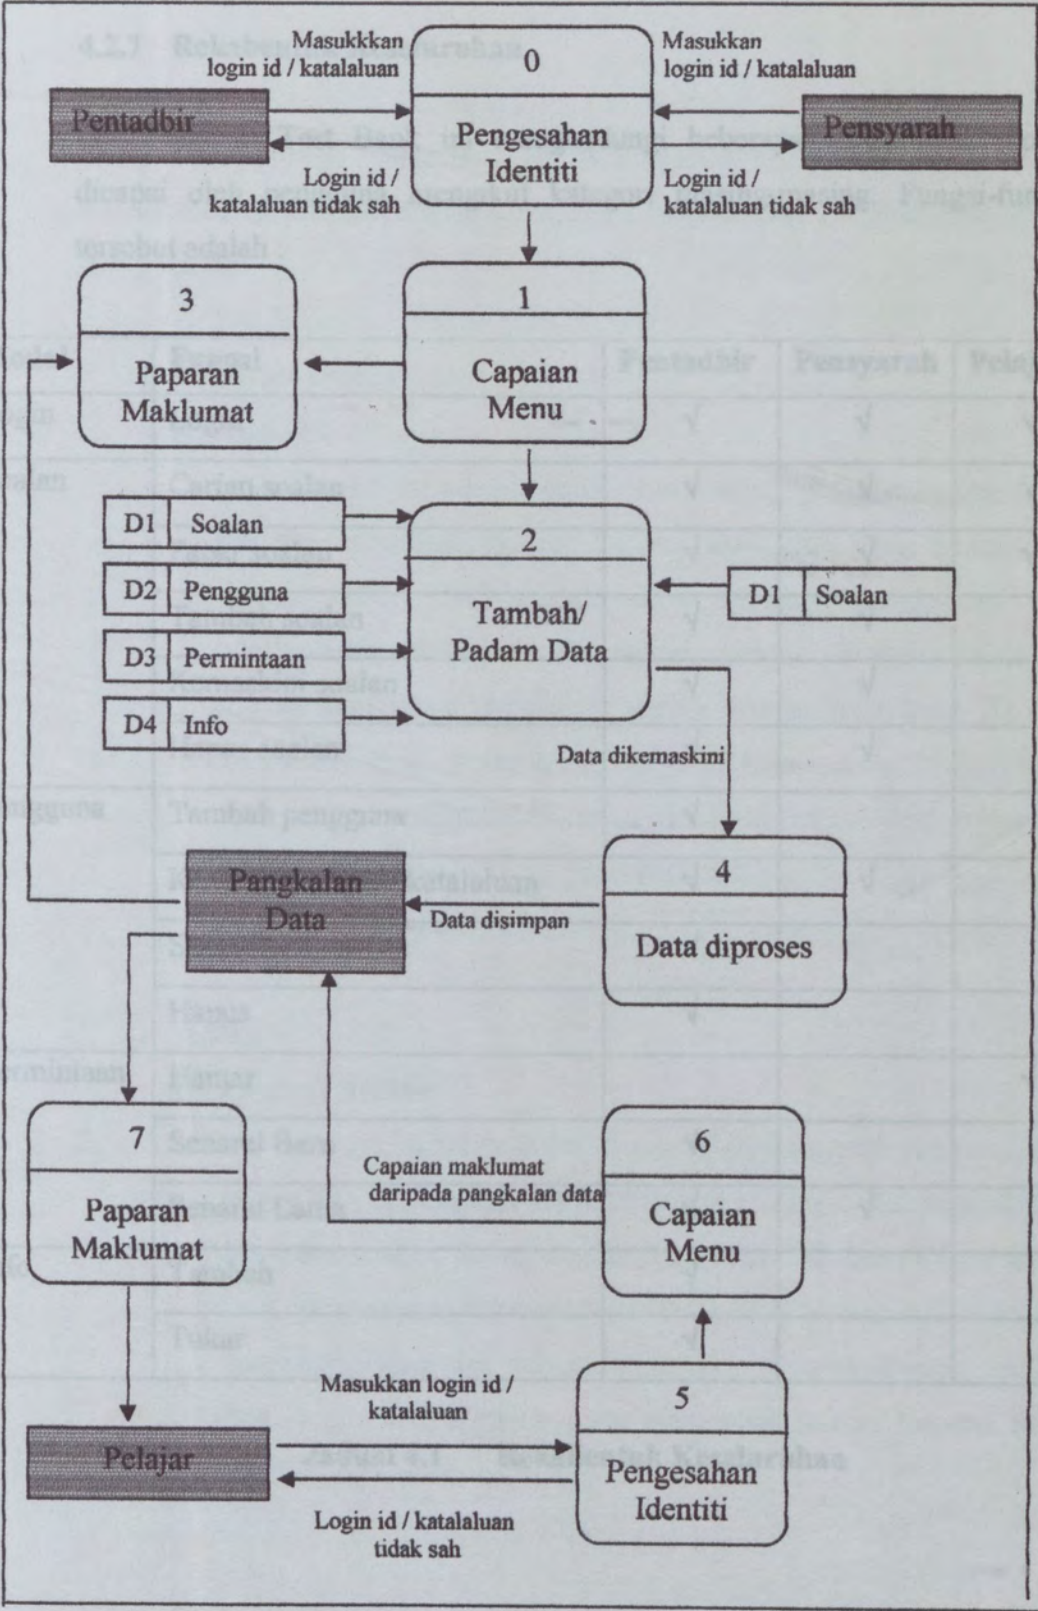 Masukkkan
login id / katalaluan
0
Masukkan
login id / katalaluan
Pentadbir
Pengesahan
Identiti
Pensyarah
Login id /
katalaluan tidak sah
Login id /
katalaluan tidak sah
3
Paparan
Maklumat
1
Capaian
Menu
D1 Soalan
D2 Pengguna
D3 Permintaan
D4 Info
2
Tambah/
Padam Data
D1 Soalan
Data dikemaskini
Pangkalan
Data
Data disimpan
4
Data diproses
7
Paparan
Maklumat
Capaian maklumat
daripada pangkalan data
6
Capaian
Menu
Masukkan login id /
katalaluan
5
Pengesahan
Identiti
Pelajar
Login id / katalaluan
tidak sah